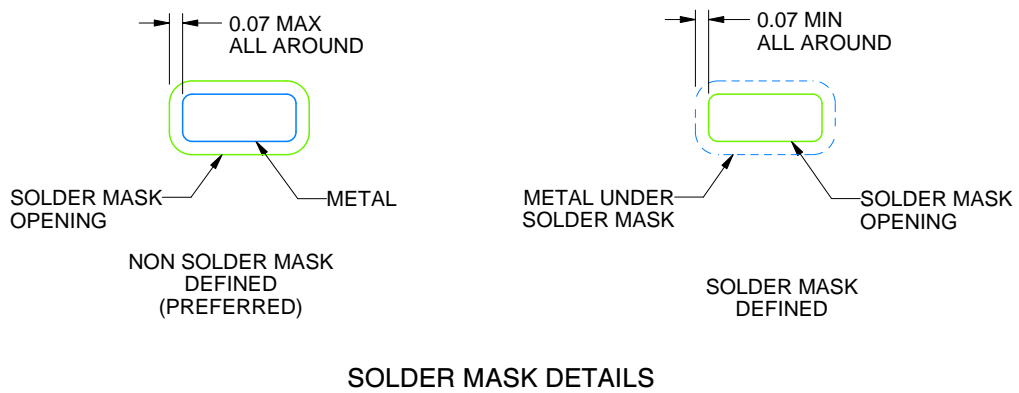 0.07 MAX
ALL AROUND
SOLDER MASK
OPENING
METAL
NON SOLDER MASK
DEFINED
(PREFERRED)
0.07 MIN
ALL AROUND
METAL UNDER
SOLDER MASK
SOLDER MASK
OPENING
SOLDER MASK
DEFINED
SOLDER MASK DETAILS